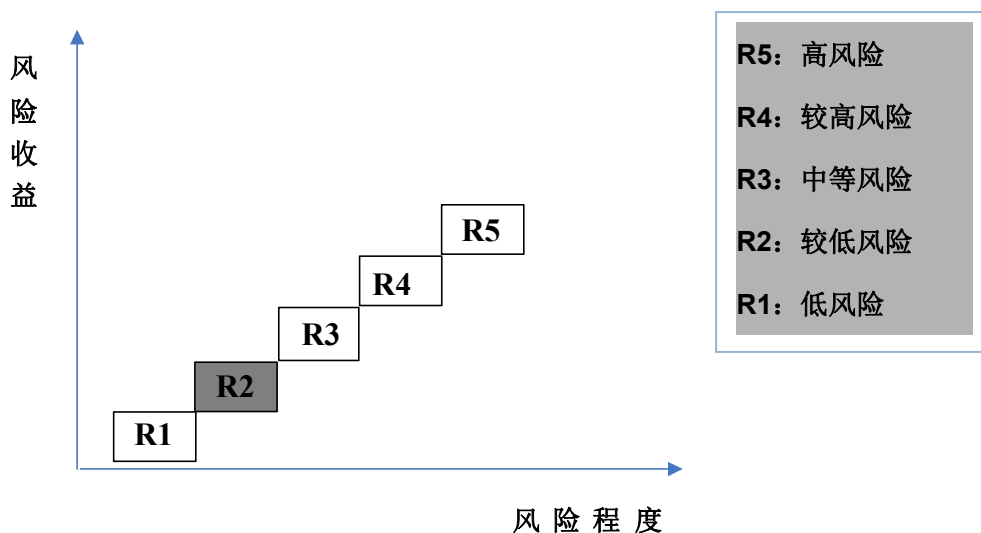 风
险
收
益
R5
R4
R3
R2
R1
风 险 程 度
R5：高风险
R4：较高风险
R3：中等风险
R2：较低风险
R1：低风险